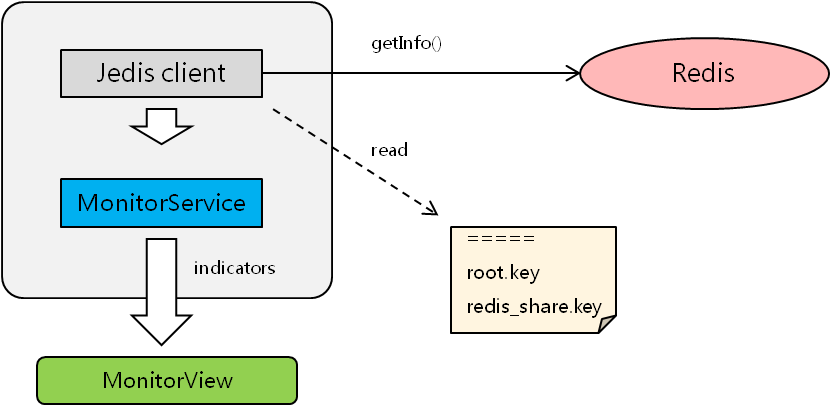 getInfo()
Jedis client
Redis
read
MonitorService
=====
root.key
redis_share.key
indicators
MonitorView